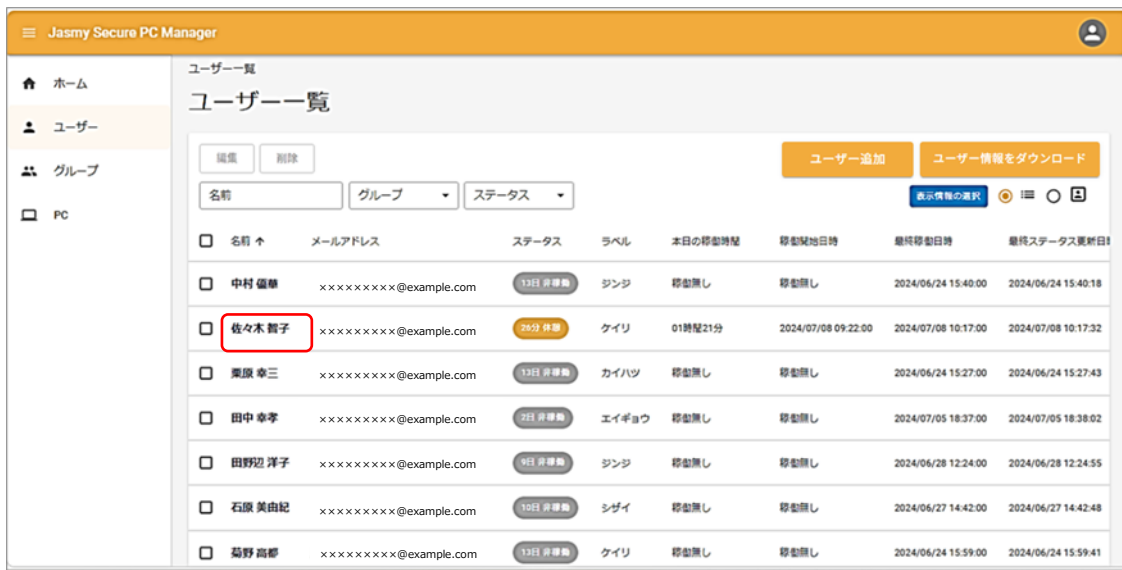 Jasmy Secure PC Manager
ホーム
ユーザー
グループ
PC
ユーザー一覧
ユーザー一覧
編集 削除 ユーザー追加 ユーザー情報をダウンロード
名前 グループ ステータス 表示情報の選択
名前 メールアドレス ステータス ラベル 本日の稼働時間 稼働開始日時 最終稼働日時 最終ステータス更新日時
中村 優華 ×××××××××@example.com 13日 非稼働 ジンジ 稼働無し 稼働無し 2024/06/24 15:40:00 2024/06/24 15:40:18
佐々木 智子 ×××××××××@example.com 26分 休憩 ケイリ 01時間21分 2024/07/08 09:22:00 2024/07/08 10:17:00 2024/07/08 10:17:32
栗原 幸三 ×××××××××@example.com 13日 非稼働 カイハツ 稼働無し 稼働無し 2024/06/24 15:27:00 2024/06/24 15:27:43
田中 幸孝 ×××××××××@example.com 2日 非稼働 エイギョウ 稼働無し 稼働無し 2024/07/05 18:37:00 2024/07/05 18:38:02
田野辺 洋子 ×××××××××@example.com 9日 非稼働 ジンジ 稼働無し 稼働無し 2024/06/28 12:24:00 2024/06/28 12:24:55
石原 美由紀 ×××××××××@example.com 10日 非稼働 シザイ 稼働無し 稼働無し 2024/06/27 14:42:00 2024/06/27 14:42:48
菊野 高都 ×××××××××@example.com 13日 非稼働 ケイリ 稼働無し 稼働無し 2024/06/24 15:59:00 2024/06/24 15:59:41